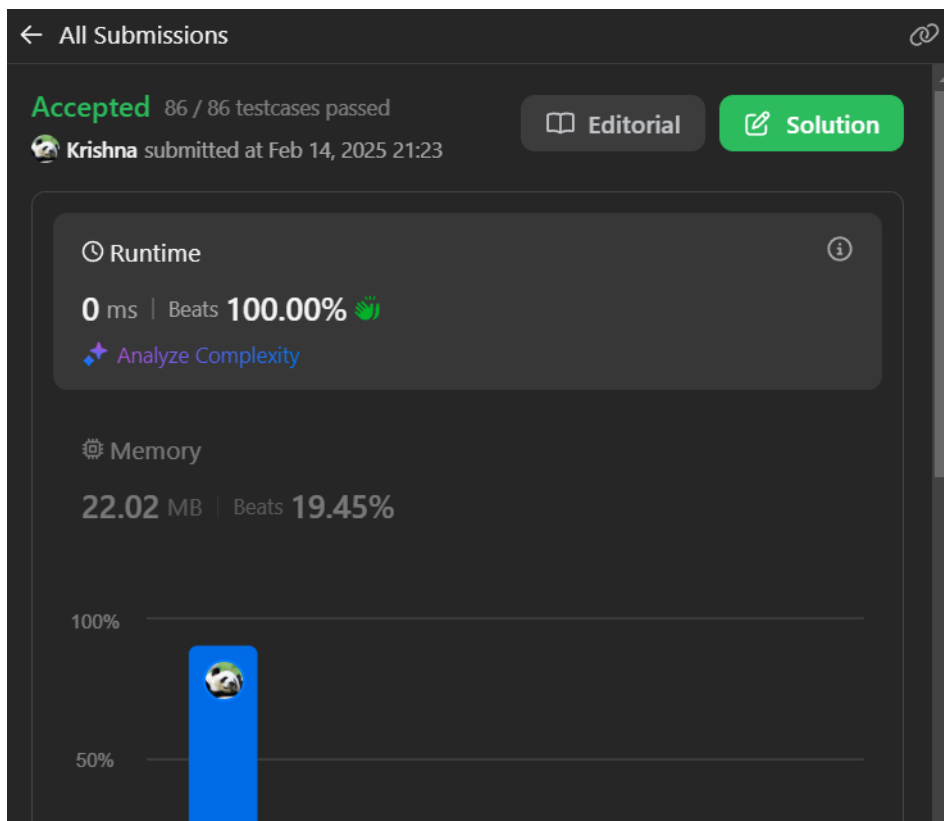 All Submissions
Accepted 86 / 86 testcases passed
Krishna submitted at Feb 14, 2025 21:23
Editorial
Solution
Runtime
0 ms | Beats 100.00%
Analyze Complexity
Memory
22.02 MB | Beats 19.45%
100%
50%